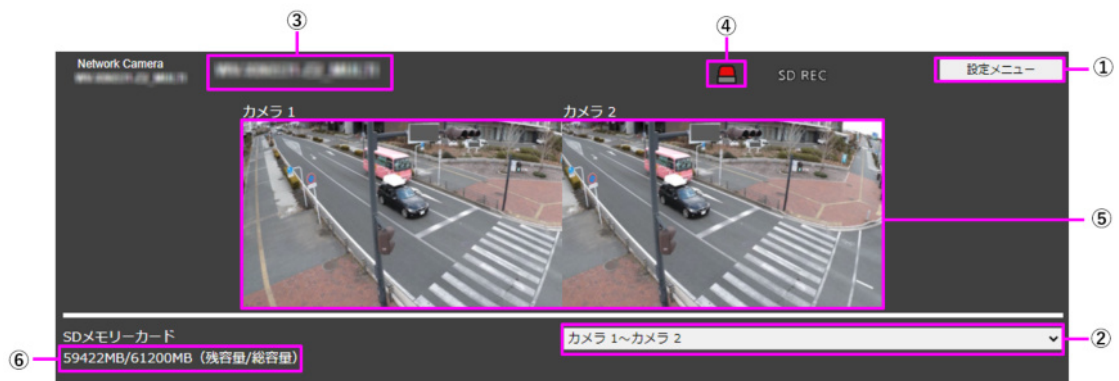 ③
④
Network Camera
SD REC
設定メニュー
①
カメラ 1
カメラ 2
⑤
SDメモリーカード
カメラ 1～カメラ 2
②
⑥
59422MB/61200MB（残容量/総容量）